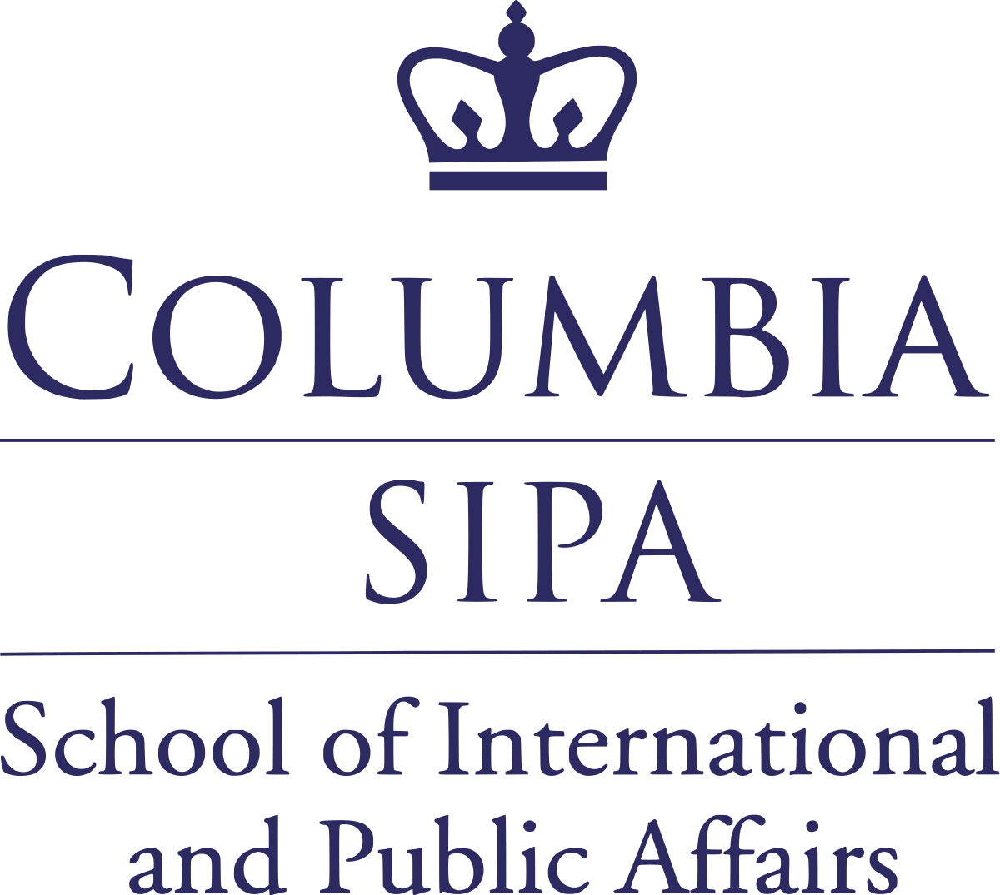 COLUMBIA
SIPA
School of International
and Public Affairs